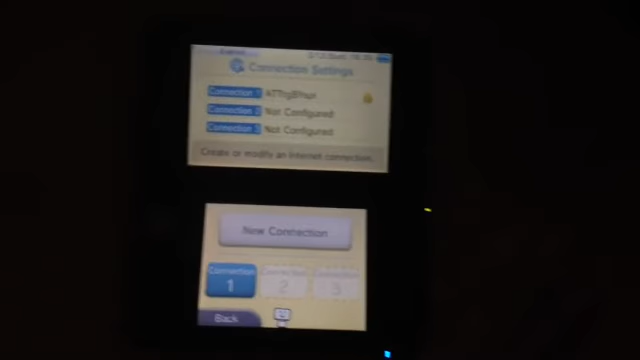 Connection Settings
Connection 1
Connection 2 Not Configured
Connection 3 Not Configured
Create or modify an Internet connection.
New Connection
Connection Connection Connection
1 2 3
Back